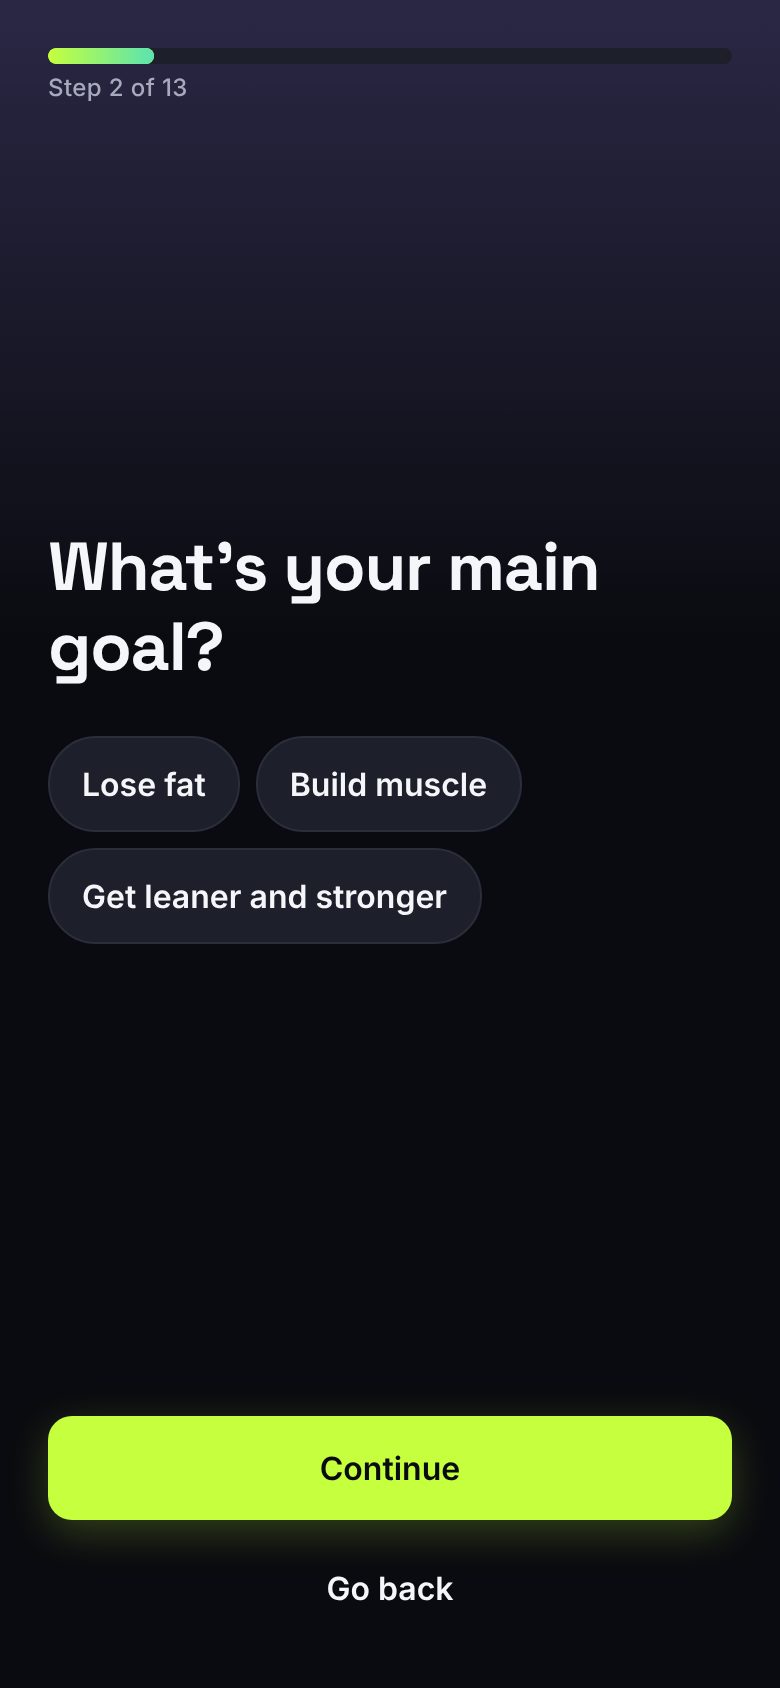 Step 2 of 13
What’s your main
goal?
Lose fat
Build muscle
Get leaner and stronger
Continue
Go back